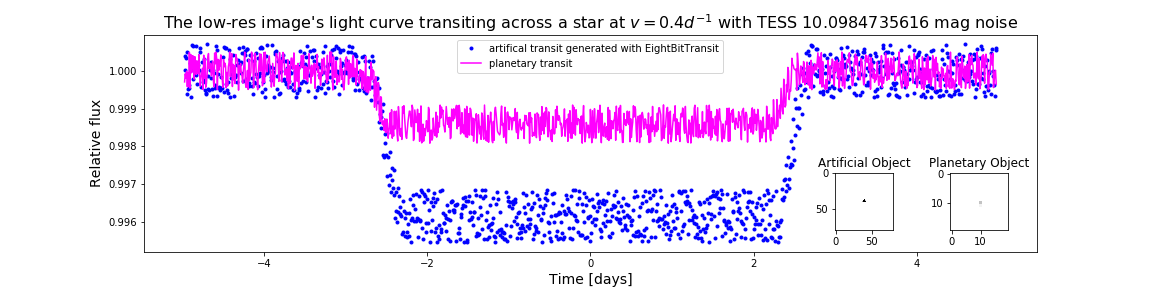 The low-res image's light curve transiting across a star at v = 0.4d⁻¹ with TESS 10.0984735616 mag noise
artifical transit generated with EightBitTransit
planetary transit
Relative flux
1.000
0.999
0.998
0.997
0.996
Artificial Object
0
50
0 50
Planetary Object
0
10
0 10
−4 −2 0 2 4
Time [days]